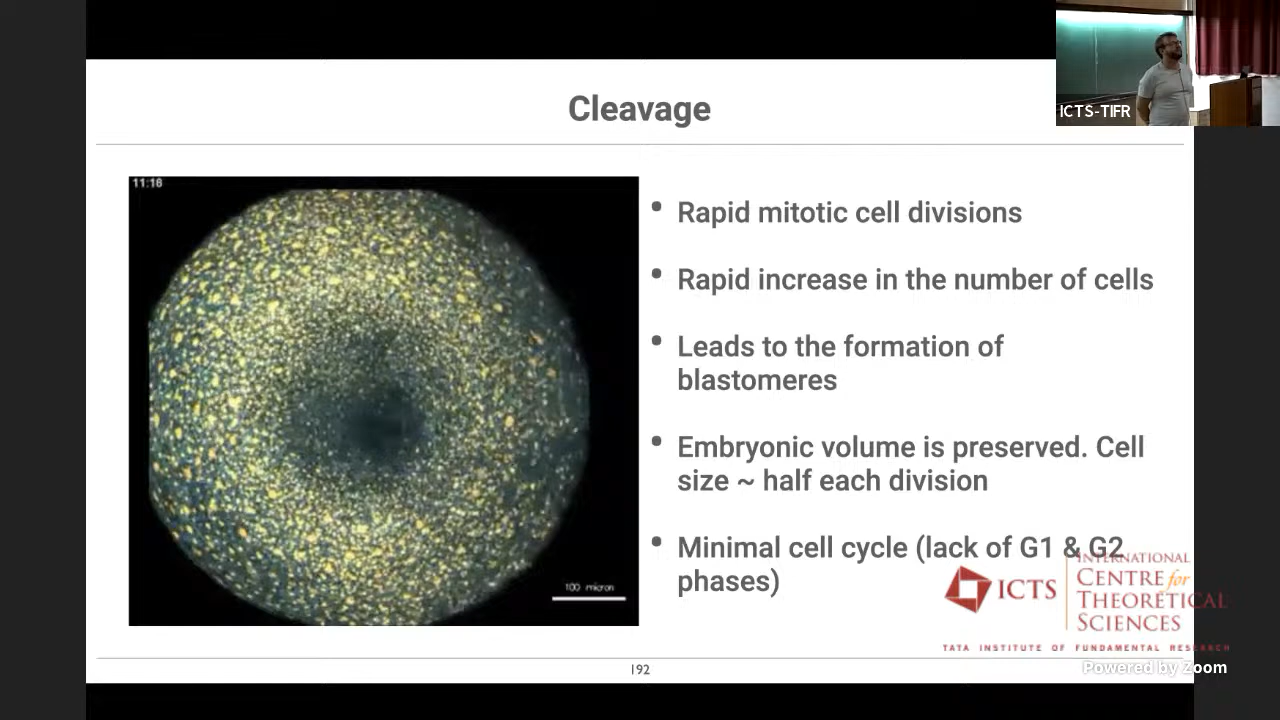 Cleavage
ICTS-TIFR
11:18
• Rapid mitotic cell divisions
• Rapid increase in the number of cells
• Leads to the formation of
blastomeres
• Embryonic volume is preserved. Cell
size ~ half each division
• Minimal cell cycle (lack of G1 & G2
phases)
100 micron
ICTS
INTERNATIONAL
CENTRE for
THEORETICAL
SCIENCES
TATA INSTITUTE OF FUNDAMENTAL RESEARCH
192
Powered by Zoom